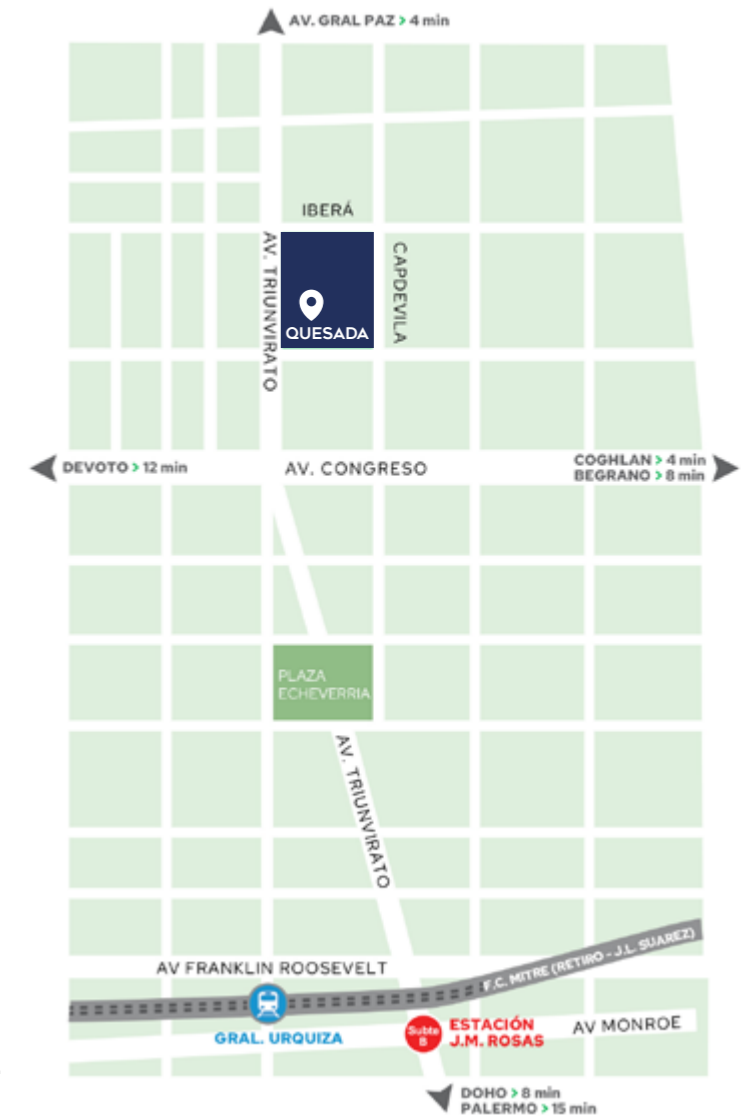 AV. GRAL PAZ > 4 min
IBERÁ
AV. TRIUNVIRATO
CAPDEVILA
QUESADA
DEVOTO > 12 min
AV. CONGRESO
COGHLAN > 4 min
BEGRANO > 8 min
PLAZA
ECHEVERRIA
AV. TRIUNVIRATO
F.C. MITRE (RETIRO - J.L. SUAREZ)
AV FRANKLIN ROOSEVELT
GRAL. URQUIZA
Subte
B
ESTACIÓN
J.M. ROSAS
AV MONROE
DOHO > 8 min
PALERMO > 15 min